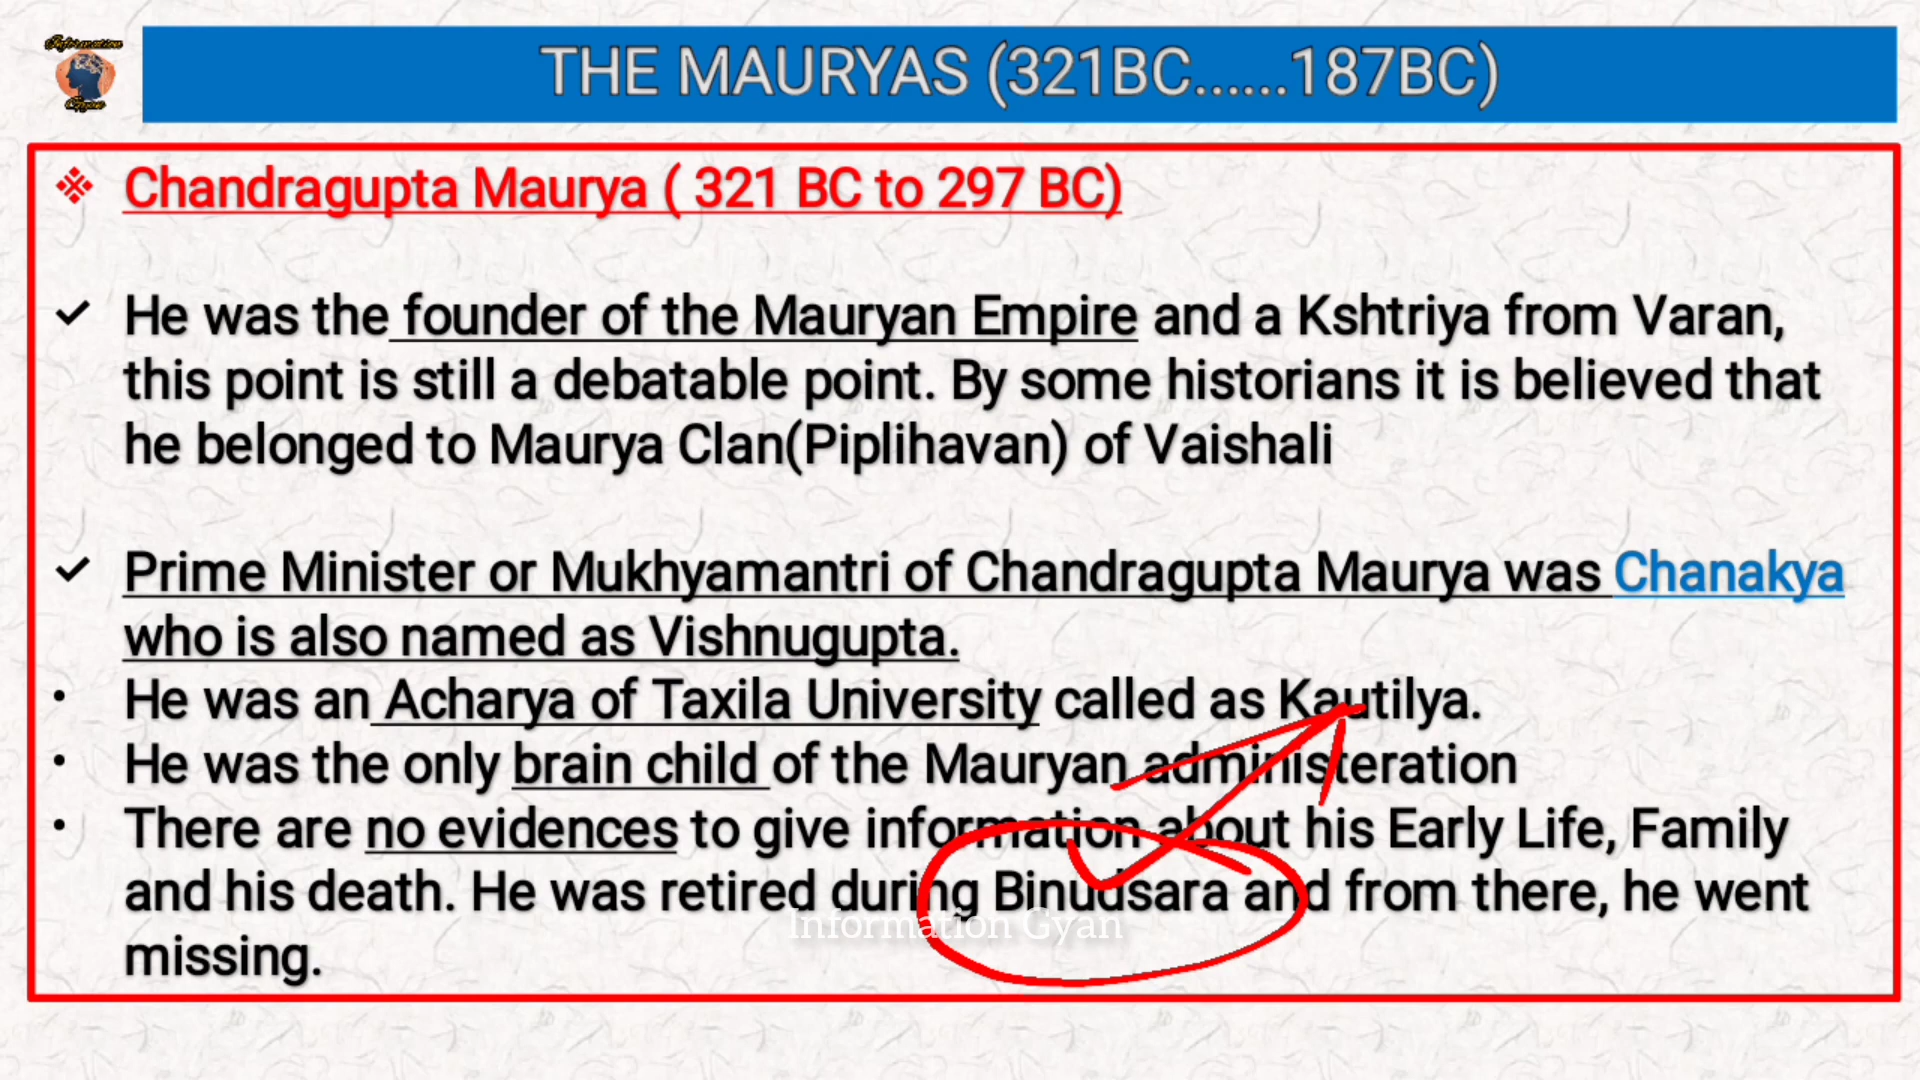 Information
Gyan
THE MAURYAS (321BC......187BC)
Chandragupta Maurya ( 321 BC to 297 BC)
He was the founder of the Mauryan Empire and a Kshtriya from Varan,
this point is still a debatable point. By some historians it is believed that
he belonged to Maurya Clan(Piplihavan) of Vaishali
Prime Minister or Mukhyamantri of Chandragupta Maurya was Chanakya
who is also named as Vishnugupta.
He was an Acharya of Taxila University called as Kautilya.
He was the only brain child of the Mauryan administeration
There are no evidences to give information about his Early Life, Family
and his death. He was retired during Binudsara and from there, he went
missing.
Information Gyan